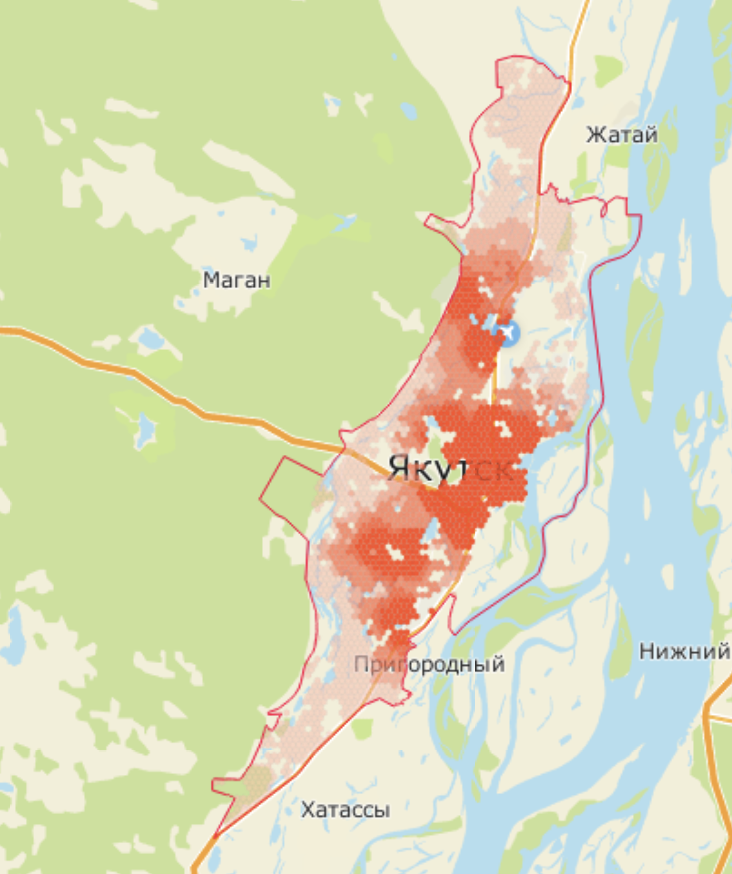 Жатай
Маган
Якутск
Нижний
Пригородный
Хатассы